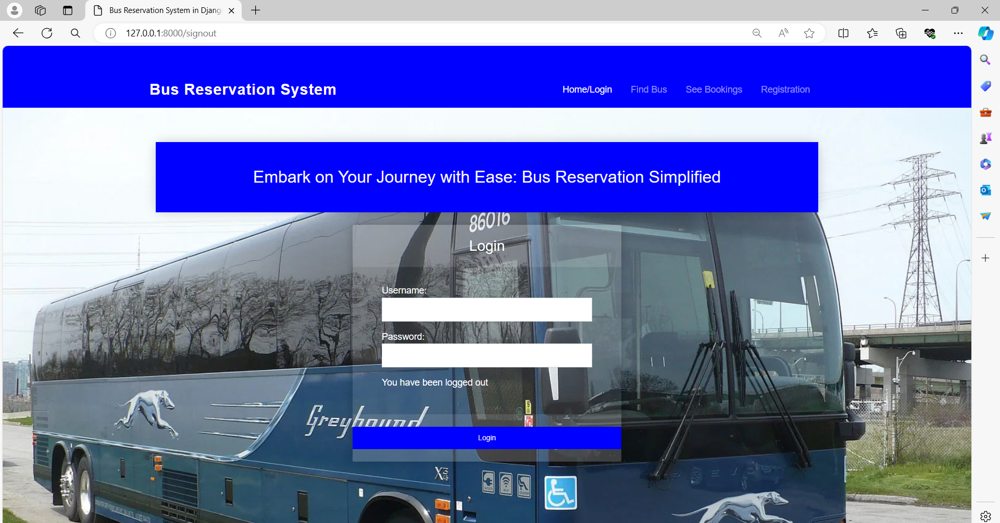 Bus Reservation System in Djang
127.0.0.1:8000/signout
Bus Reservation System
Home/Login
Find Bus
See Bookings
Registration
Embark on Your Journey with Ease: Bus Reservation Simplified
86016
Login
Username:
Password:
You have been logged out
Greyhound
Login
X3